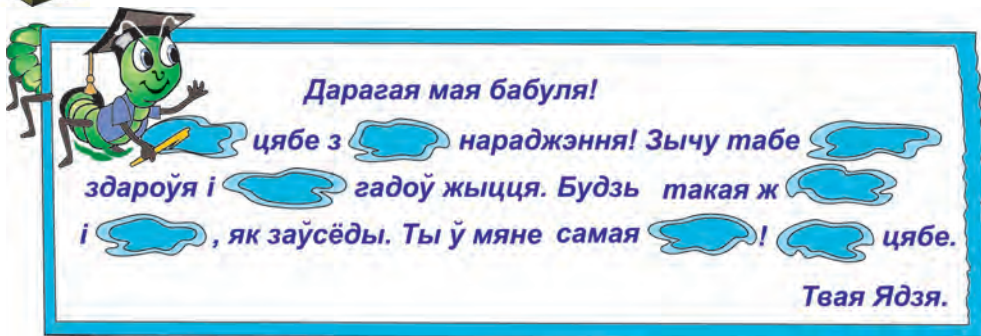 Дарагая мая бабуля!
цябе з нараджэння! Зычу табе
здароўя і гадоў жыцця. Будзь такая ж
і , як заўсёды. Ты ў мяне самая ! цябе.
Твая Ядзя.